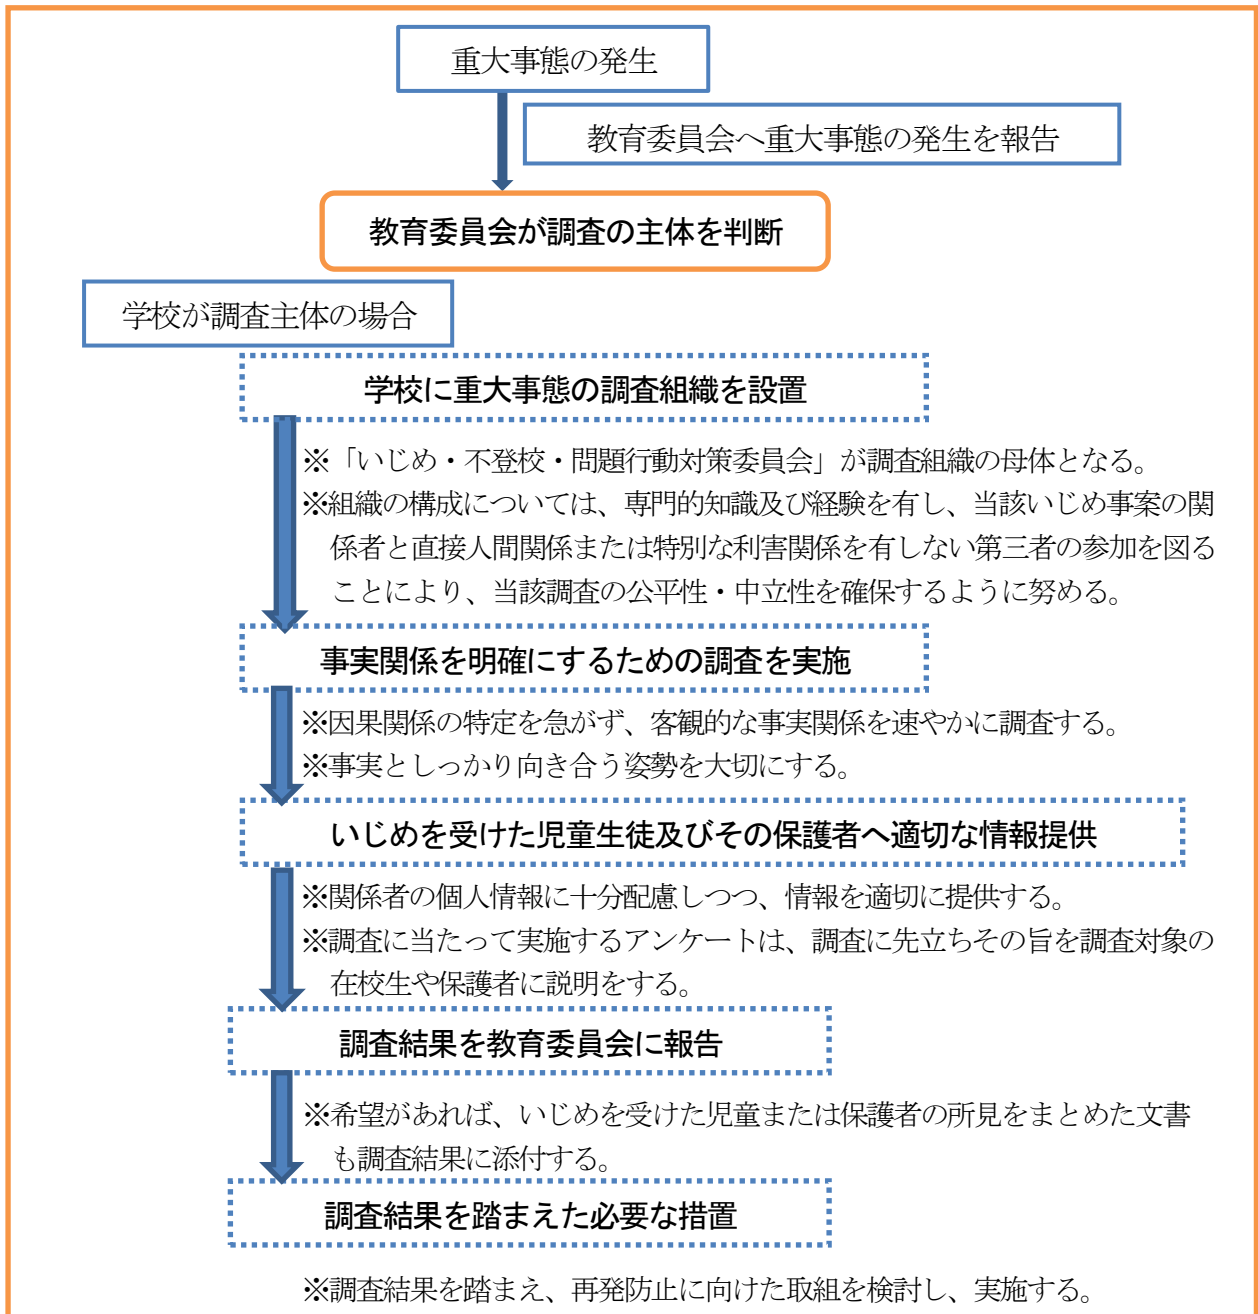 重大事態の発生
教育委員会へ重大事態の発生を報告
教育委員会が調査の主体を判断
学校が調査主体の場合
学校に重大事態の調査組織を設置
※「いじめ・不登校・問題行動対策委員会」が調査組織の母体となる。
※組織の構成については、専門的知識及び経験を有し、当該いじめ事案の関
係者と直接人間関係または特別な利害関係を有しない第三者の参加を図る
ことにより、当該調査の公平性・中立性を確保するように努める。
事実関係を明確にするための調査を実施
※因果関係の特定を急がず、客観的な事実関係を速やかに調査する。
※事実としっかり向き合う姿勢を大切にする。
いじめを受けた児童生徒及びその保護者へ適切な情報提供
※関係者の個人情報に十分配慮しつつ、情報を適切に提供する。
※調査に当たって実施するアンケートは、調査に先立ちその旨を調査対象の
在校生や保護者に説明をする。
調査結果を教育委員会に報告
※希望があれば、いじめを受けた児童または保護者の所見をまとめた文書
も調査結果に添付する。
調査結果を踏まえた必要な措置
※調査結果を踏まえ、再発防止に向けた取組を検討し、実施する。